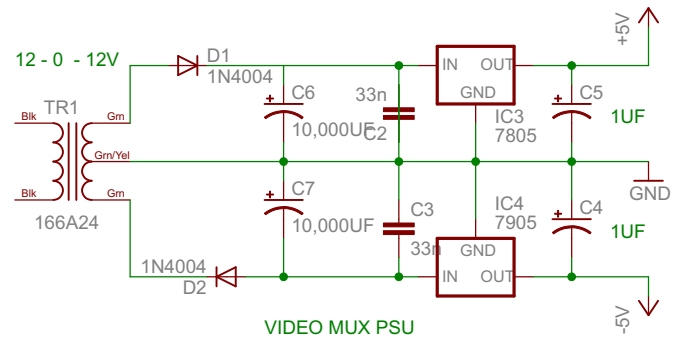 12 - 0 - 12V
D1
1N4004
TR1
Blk
Grn
Grn/Yel
Blk
Grn
166A24
C6
10,000UF
33n
C2
IN
OUT
GND
IC3
7805
C5
1UF
+5V
GND
C7
10,000UF
C3
33n
IC4
7905
GND
IN
OUT
C4
1UF
-5V
1N4004
D2
VIDEO MUX PSU